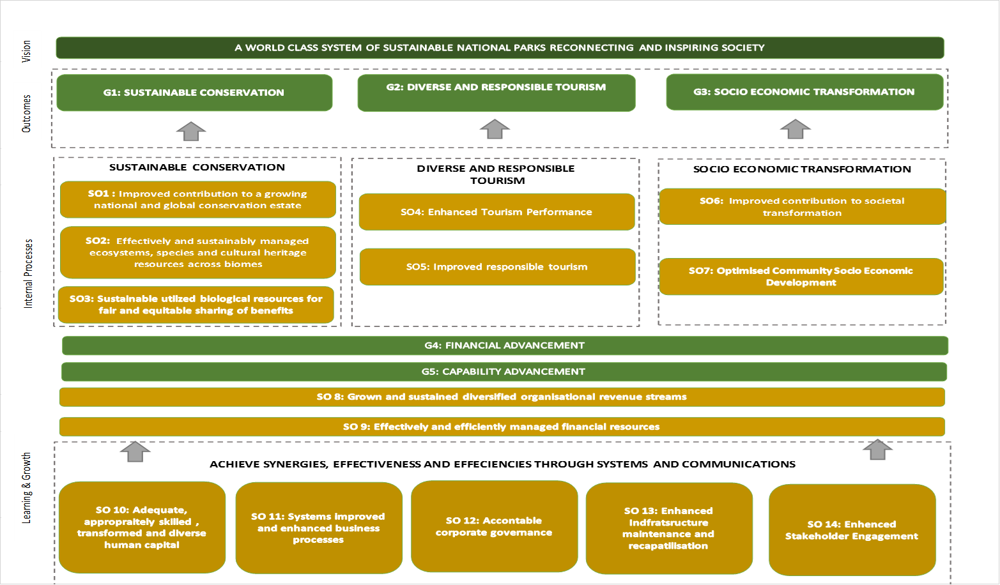 Vision
A WORLD CLASS SYSTEM OF SUSTAINABLE NATIONAL PARKS RECONNECTING AND INSPIRING SOCIETY
Outcomes
G1: SUSTAINABLE CONSERVATION
G2: DIVERSE AND RESPONSIBLE TOURISM
G3: SOCIO ECONOMIC TRANSFORMATION
Internal Processes
SUSTAINABLE CONSERVATION
SO1 : Improved contribution to a growing
national and global conservation estate
SO2: Effectively and sustainably managed
ecosystems, species and cultural heritage
resources across biomes
SO3: Sustainable utilized biological resources for
fair and equitable sharing of benefits
DIVERSE AND RESPONSIBLE
TOURISM
SO4: Enhanced Tourism Performance
SO5: Improved responsible tourism
SOCIO ECONOMIC TRANSFORMATION
SO6: Improved contribution to societal
transformation
SO7: Optimised Community Socio Economic
Development
G4: FINANCIAL ADVANCEMENT
G5: CAPABILITY ADVANCEMENT
SO 8: Grown and sustained diversified organisational revenue streams
SO 9: Effectively and efficiently managed financial resources
Learning & Growth
ACHIEVE SYNERGIES, EFFECTIVENESS AND EFFECIENCIES THROUGH SYSTEMS AND COMMUNICATIONS
SO 10: Adequate,
appropraitely skilled ,
transformed and diverse
human capital
SO 11: Systems improved
and enhanced business
processes
SO 12: Accontable
corporate governance
SO 13: Enhanced
Indfratsructure
maintenance and
recapatilisation
SO 14: Enhenced
Stakeholder Engagement